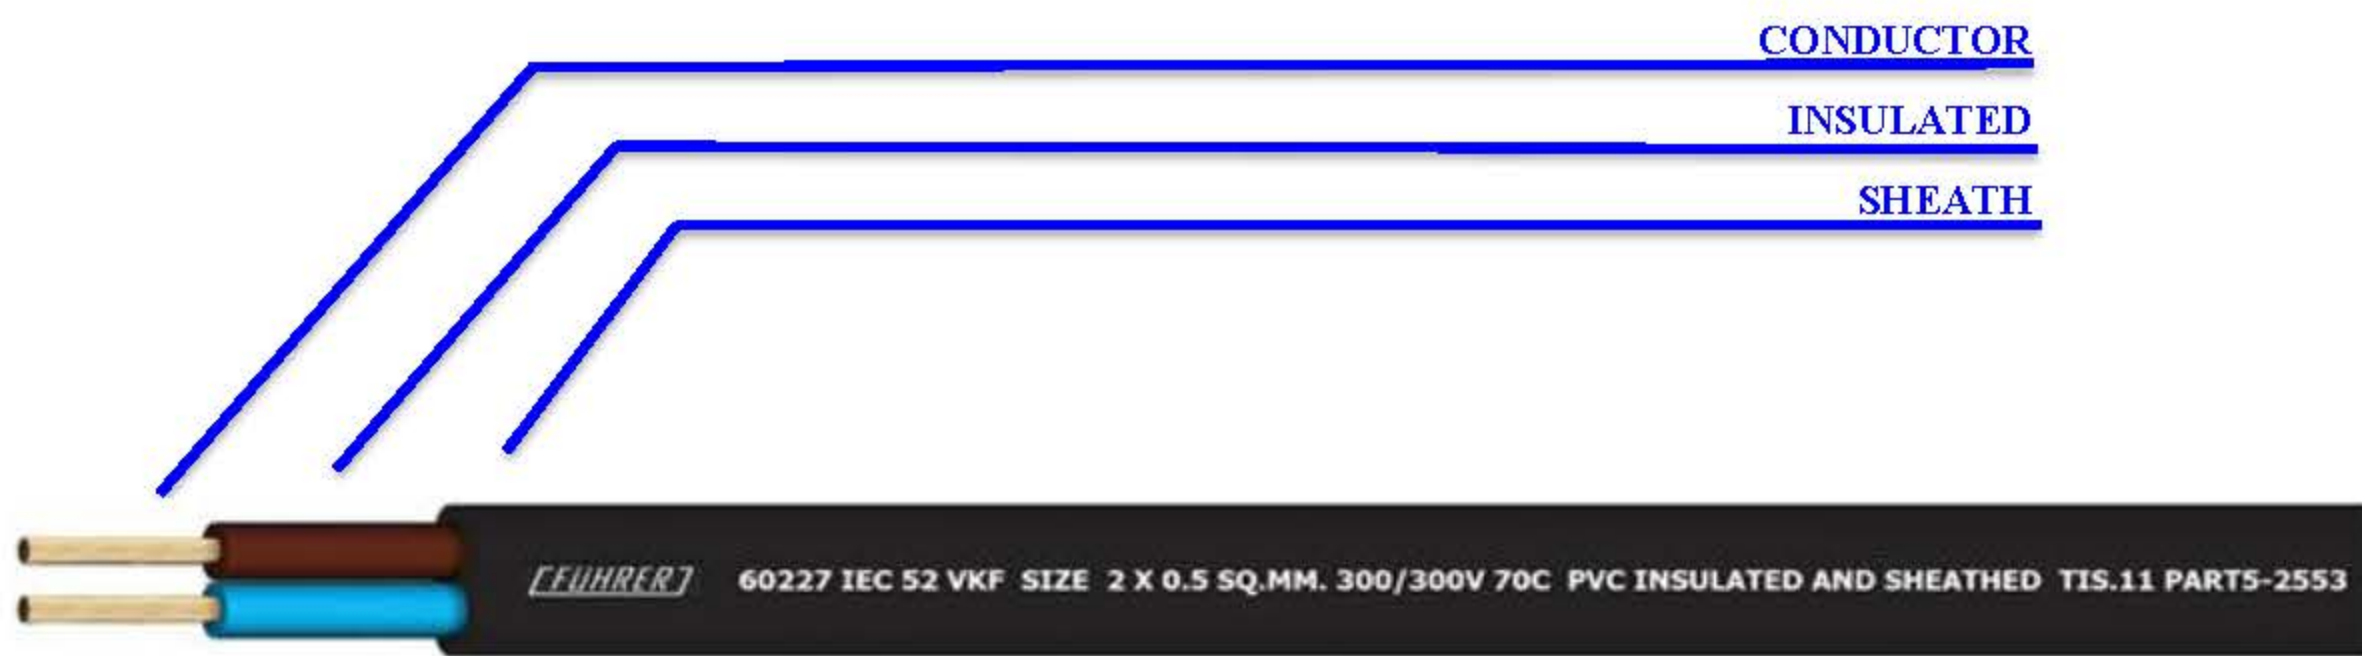 CONDUCTOR
INSULATED
SHEATH
FUHRER 60227 IEC 52 VKF SIZE 2 X 0.5 SQ.MM. 300/300V 70C PVC INSULATED AND SHEATHED TIS.11 PART5-2553